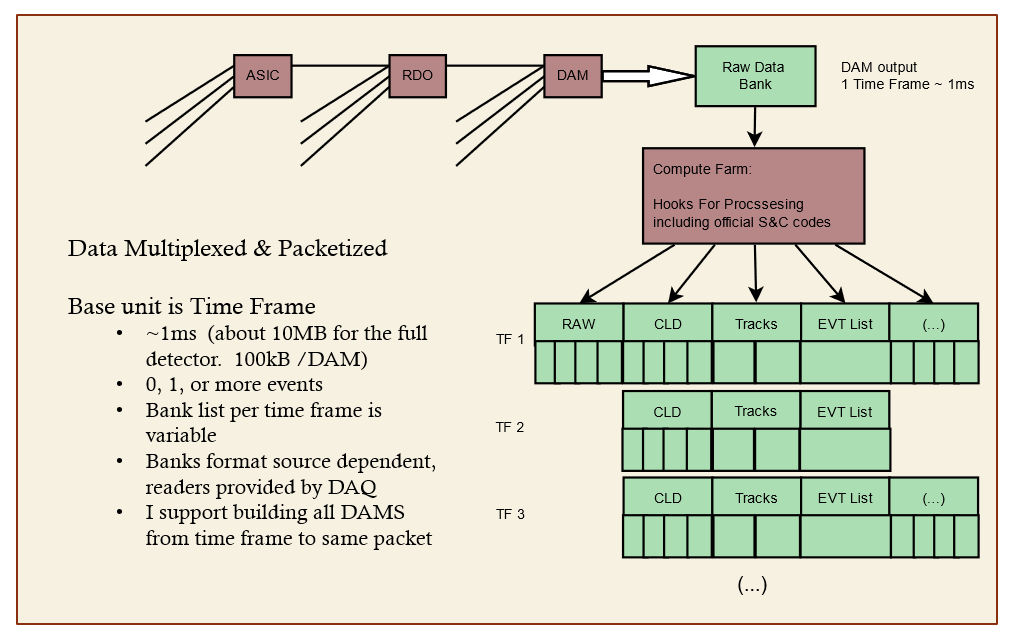 ASIC
RDO
DAM
Raw Data
Bank
DAM output
1 Time Frame ~ 1ms
Compute Farm:
Hooks For Procssesing
including official S&C codes
Data Multiplexed & Packetized
Base unit is Time Frame
• ~1ms (about 10MB for the full
detector. 100kB /DAM)
• 0, 1, or more events
• Bank list per time frame is
variable
• Banks format source dependent,
readers provided by DAQ
• I support building all DAMS
from time frame to same packet
TF 1
RAW
CLD
Tracks
EVT List
(...)
TF 2
CLD
Tracks
EVT List
TF 3
CLD
Tracks
EVT List
(...)
(...)